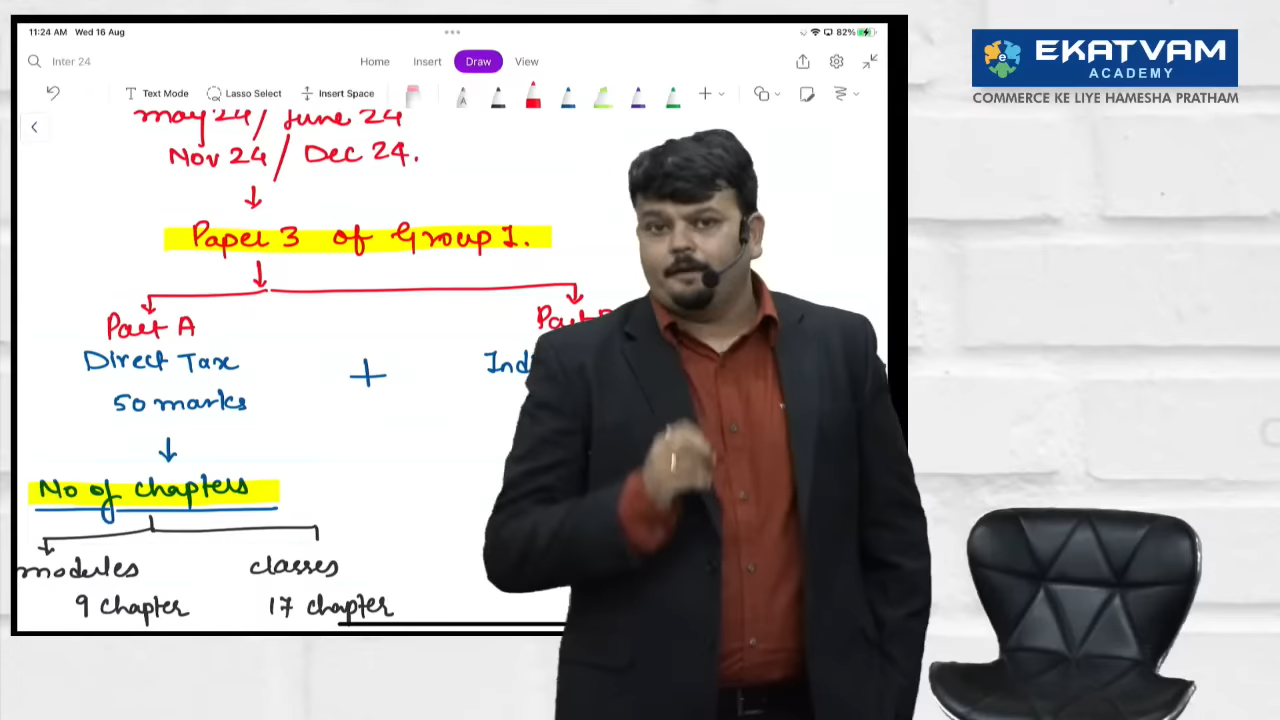 11:24 AM Wed 16 Aug
82%
Inter 24
Home Insert Draw View
Text Mode Lasso Select Insert Space
May 24 / June 24
Nov 24 / Dec 24.
Paper 3 of Group I.
Part A
Part
Direct Tax + Ind
50 marks
No of chapters
modules classes
9 chapter 17 chapter
EKATVAM
ACADEMY
COMMERCE KE LIYE HAMESHA PRATHAM